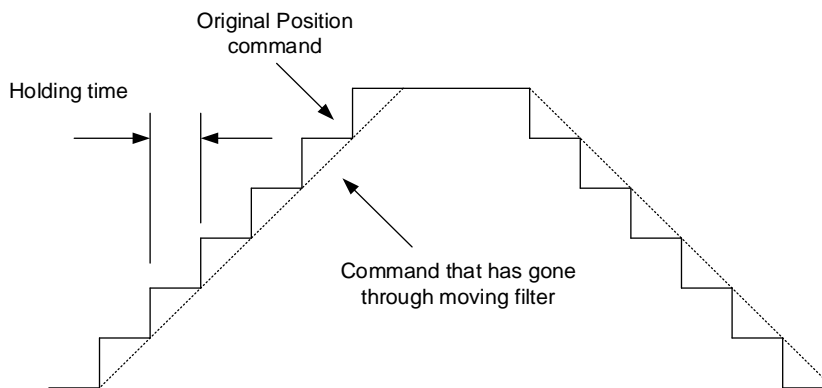 Original Position
command
Holding time
Command that has gone
through moving filter